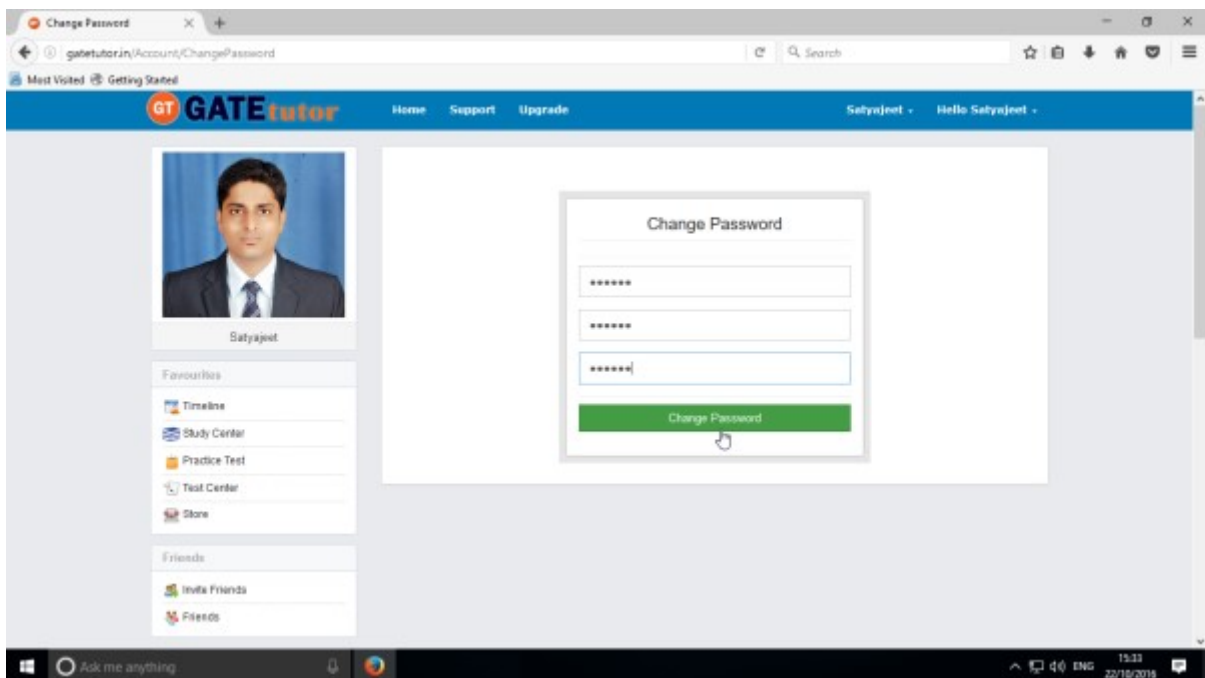 Change Password
gatetutor.in/Account/ChangePassword
Search
Most Visited Getting Started
GT GATEtutor Home Support Upgrade Satyajeet Hello Satyajeet
Change Password
••••••
••••••
••••••
Change Password
Satyajeet
Favourites
Timeline
Study Center
Practice Test
Test Center
Store
Friends
Invite Friends
Friends
Ask me anything
ENG 15:33
22/10/2016